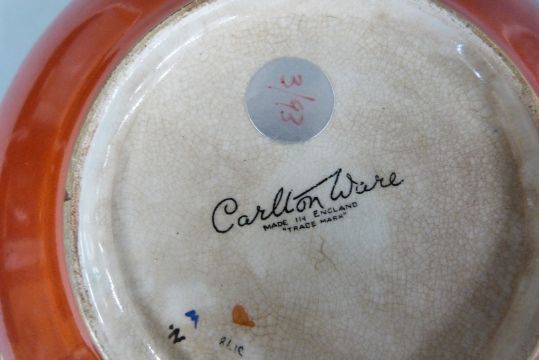 3/93
Carlton Ware
MADE IN ENGLAND
"TRADE MARK"